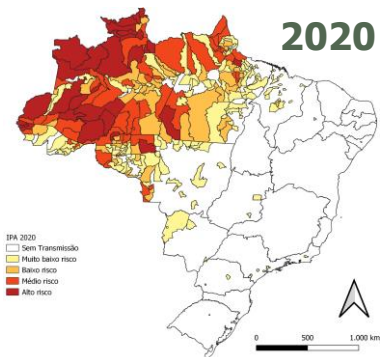 2020
IPA 2020
Sem Transmissão
Muito baixo risco
Baixo risco
Médio risco
Alto risco
0 500 1.000 km